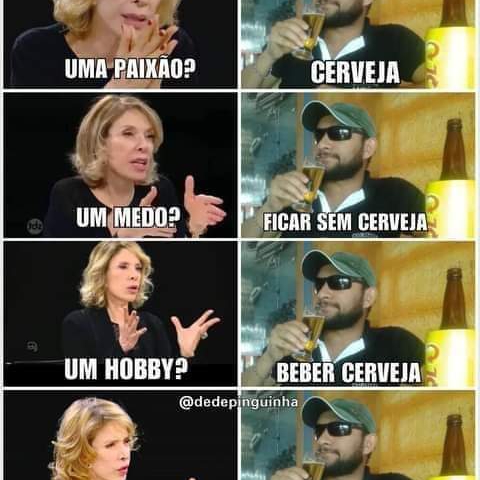 UMA PAIXÃO?
CERVEJA
UM MEDO?
FICAR SEM CERVEJA
UM HOBBY?
BEBER CERVEJA
@dedepinguinha